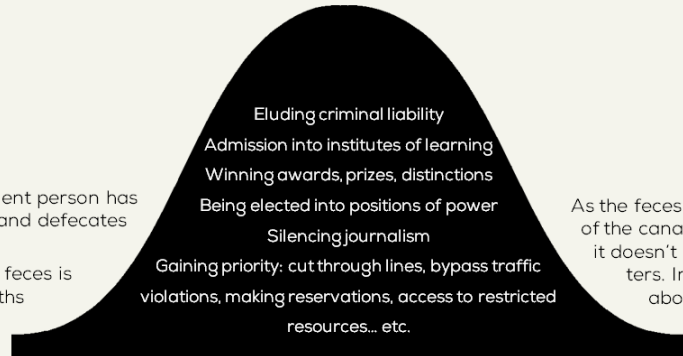 Eluding criminal liability
Admission into institutes of learning
Winning awards, prizes, distinctions
Being elected into positions of power
Silencing journalism
Gaining priority: cut through lines, bypass traffic
violations, making reservations, access to restricted
resources... etc.
ent person has
and defecates
feces is
ths
As the feces
of the cana
it doesn't
ters. In
abo